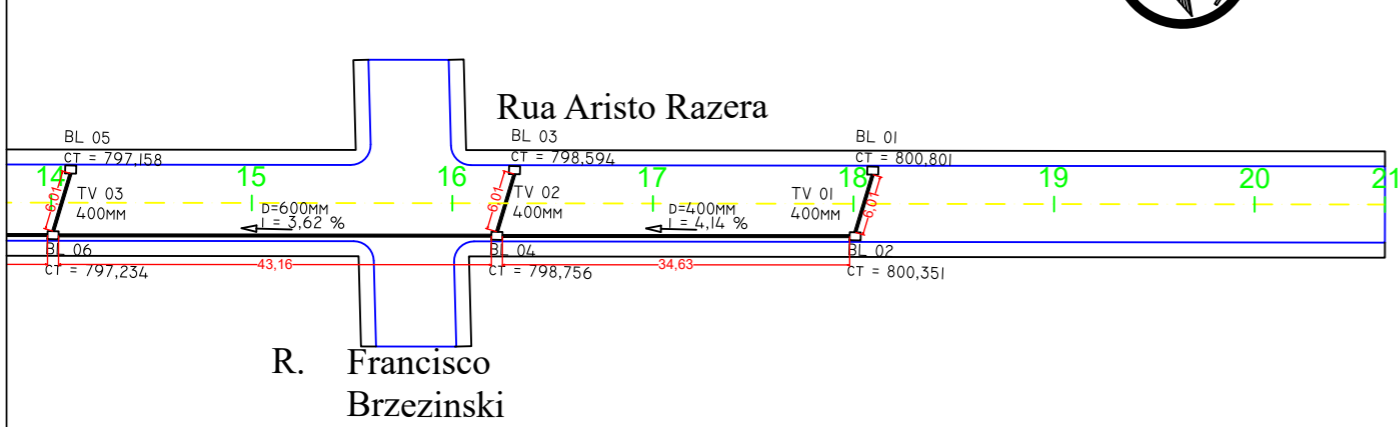 Rua Aristo Razera
BL 05
CT = 797,158
BL 03
CT = 798,594
BL 01
CT = 800,801
14
15
16
17
18
19
20
21
6,01
TV 03
400MM
6,01
TV 02
400MM
TV 01
400MM
6,01
D=600MM
I = 3,62 %
D=400MM
I = 4,14 %
BL 06
CT = 797,234
43,16
BL 04
CT = 798,756
34,63
BL 02
CT = 800,351
R. Francisco
Brzezinski